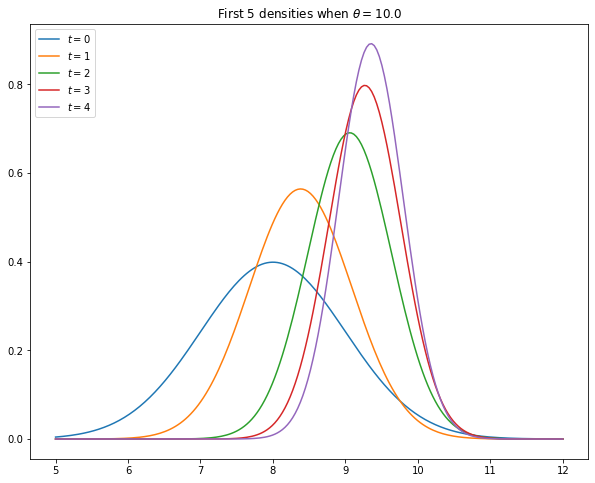 First 5 densities when θ = 10.0
t = 0
t = 1
t = 2
t = 3
t = 4
0.8
0.6
0.4
0.2
0.0
5 6 7 8 9 10 11 12